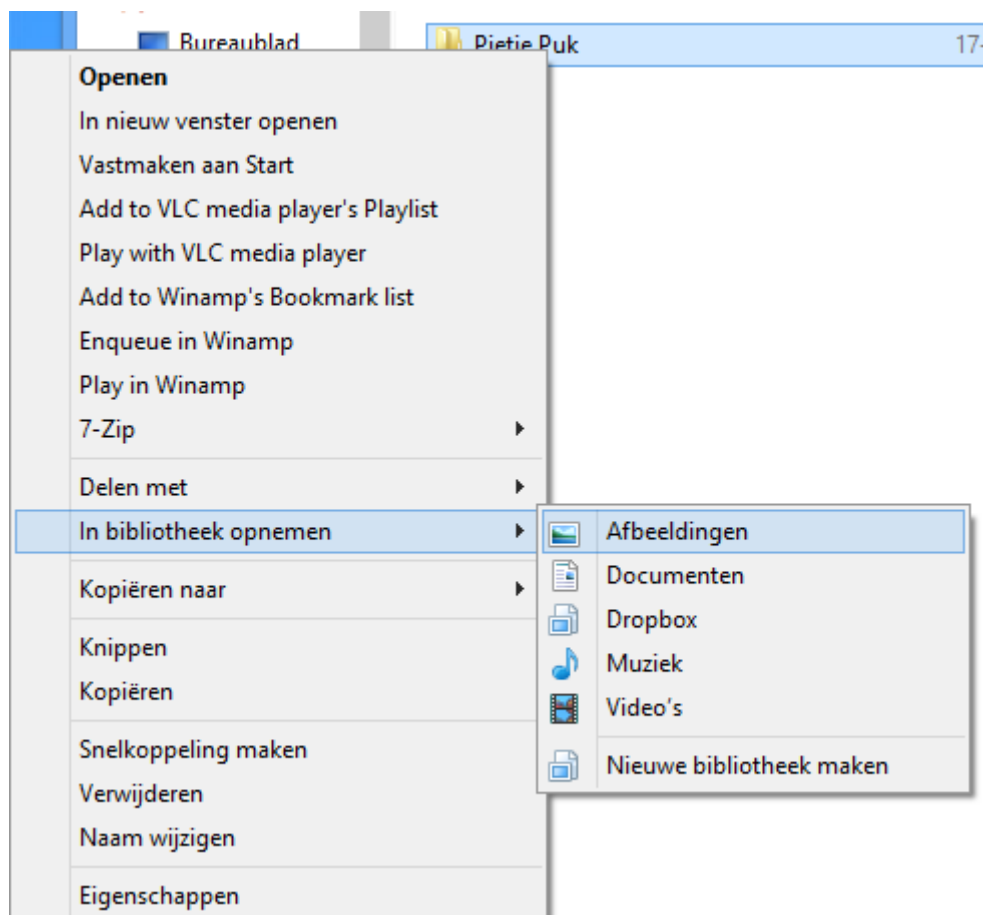 Bureaublad
Pietje Puk 17-
Openen
In nieuw venster openen
Vastmaken aan Start
Add to VLC media player's Playlist
Play with VLC media player
Add to Winamp's Bookmark list
Enqueue in Winamp
Play in Winamp
7-Zip
Delen met
In bibliotheek opnemen
Afbeeldingen
Documenten
Dropbox
Muziek
Video's
Nieuwe bibliotheek maken
Kopiëren naar
Knippen
Kopiëren
Snelkoppeling maken
Verwijderen
Naam wijzigen
Eigenschappen